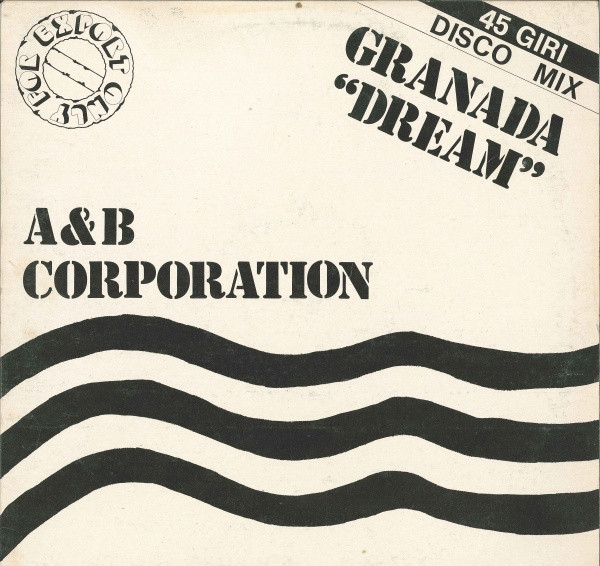 FOR EXPORT ONLY
45 GIRI
DISCO MIX
GRANADA
“DREAM”
A&B
CORPORATION